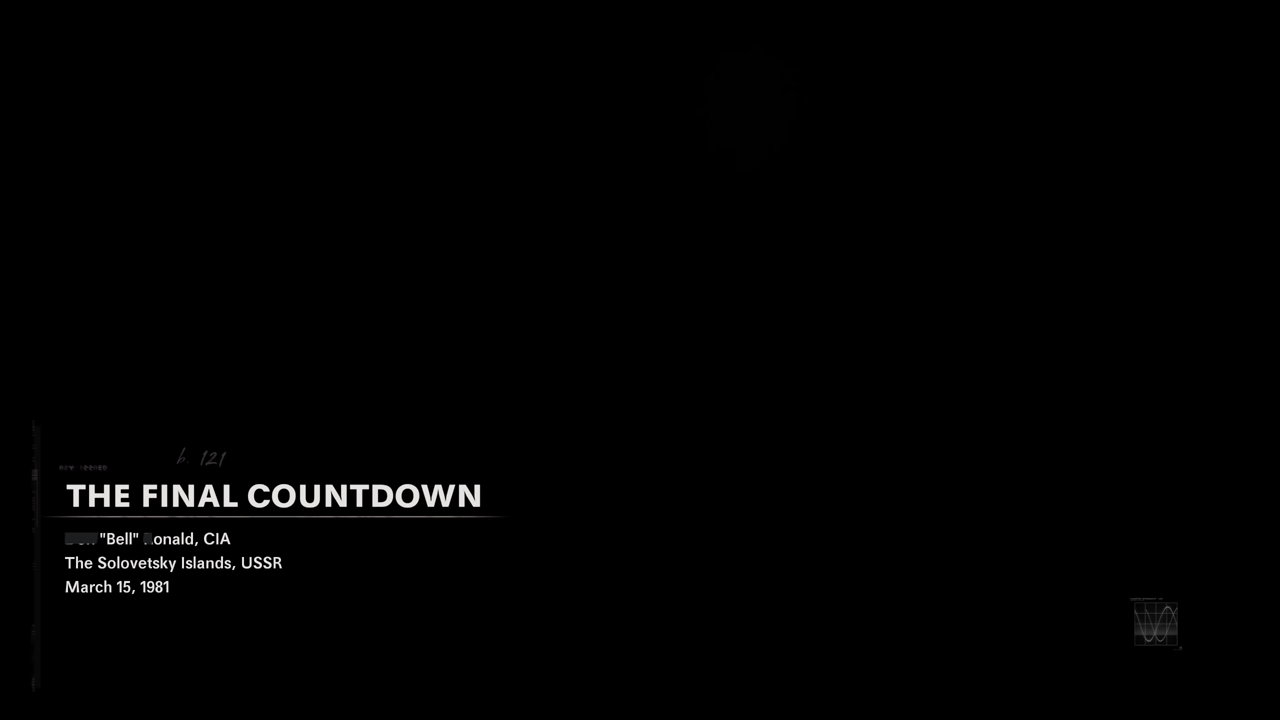 b. 121
THE FINAL COUNTDOWN
"Bell" onald, CIA
The Solovetsky Islands, USSR
March 15, 1981